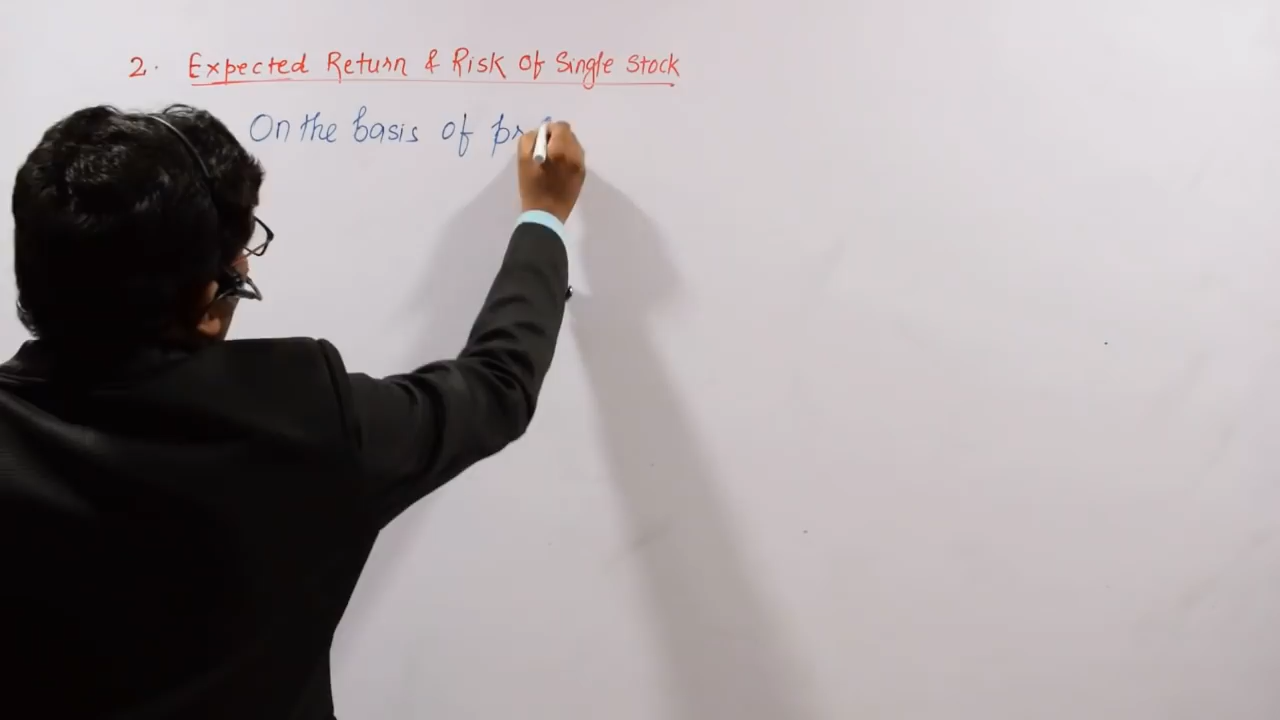 2. Expected Return & Risk Of Single Stock
On the basis of